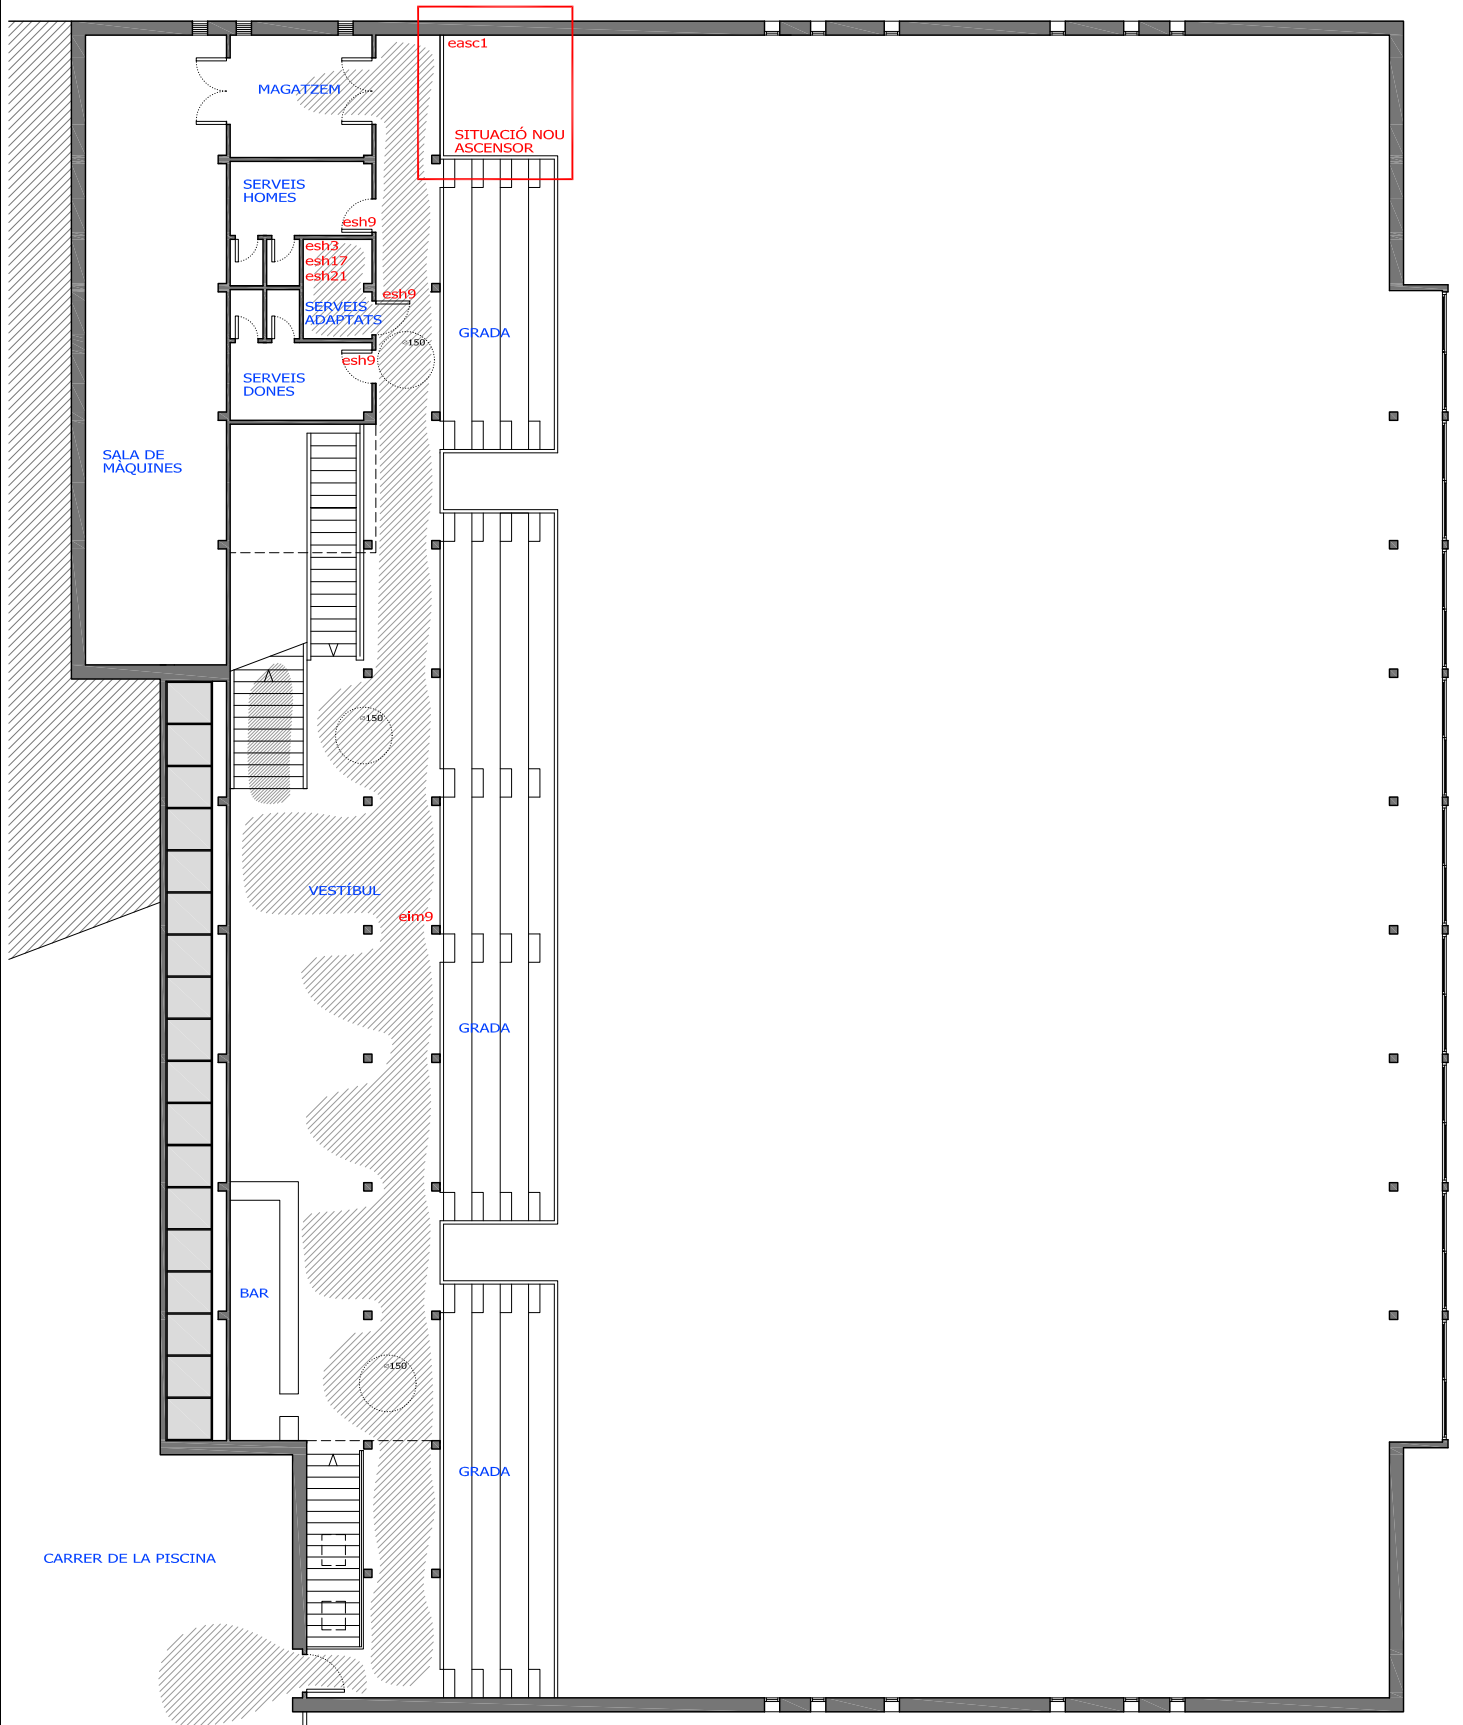 easc1
MAGATZEM
SITUACIÓ NOU
ASCENSOR
SERVEIS
HOMES
esh9
esh3
esh17
esh21
esh9
SERVEIS
ADAPTATS
GRADA
⌀150
esh9
SERVEIS
DONES
SALA DE
MÀQUINES
⌀150
VESTÍBUL
eim9
GRADA
BAR
⌀150
GRADA
CARRER DE LA PISCINA